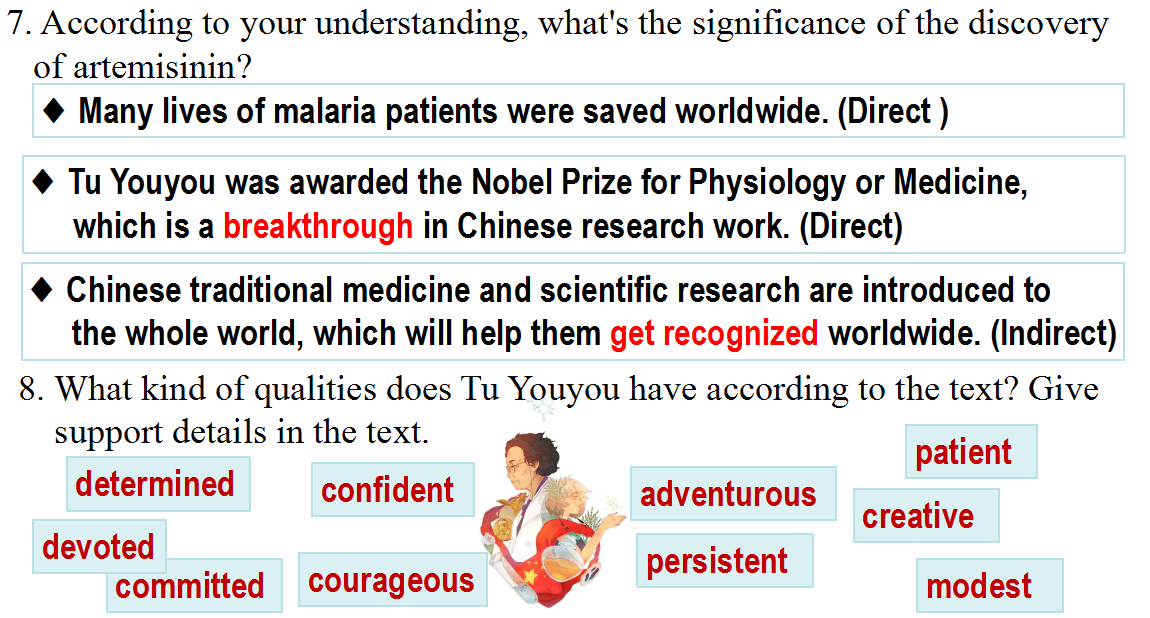 7. According to your understanding, what's the significance of the discovery
of artemisinin?
◆ Many lives of malaria patients were saved worldwide. (Direct )
◆ Tu Youyou was awarded the Nobel Prize for Physiology or Medicine,
which is a breakthrough in Chinese research work. (Direct)
◆ Chinese traditional medicine and scientific research are introduced to
the whole world, which will help them get recognized worldwide. (Indirect)
8. What kind of qualities does Tu Youyou have according to the text? Give
support details in the text.
patient
determined
confident
adventurous
creative
devoted
persistent
committed
courageous
modest